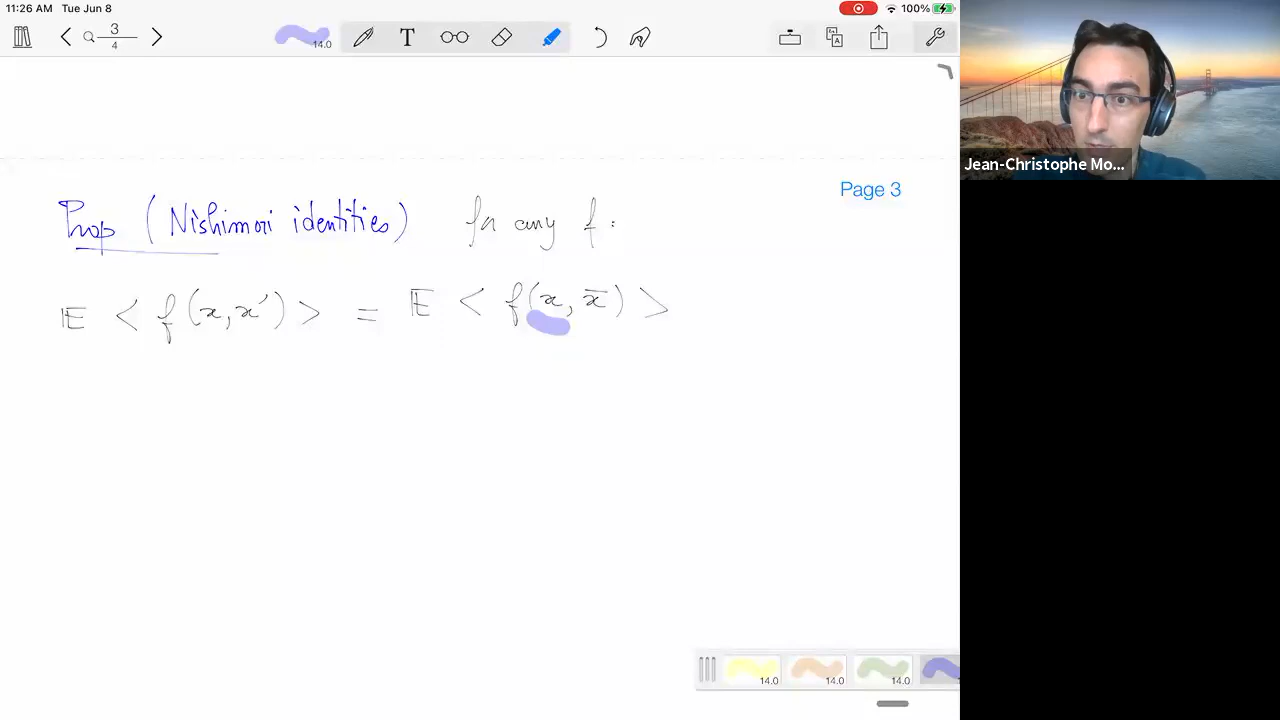 11:26 AM Tue Jun 8
100%
3
4
14.0
T
Jean-Christophe Mo...
Page 3
Prop (Nishimori identities) for any f :
𝔼 < f(x, x') > = 𝔼 < f(x, x̄) >
14.0 14.0 14.0